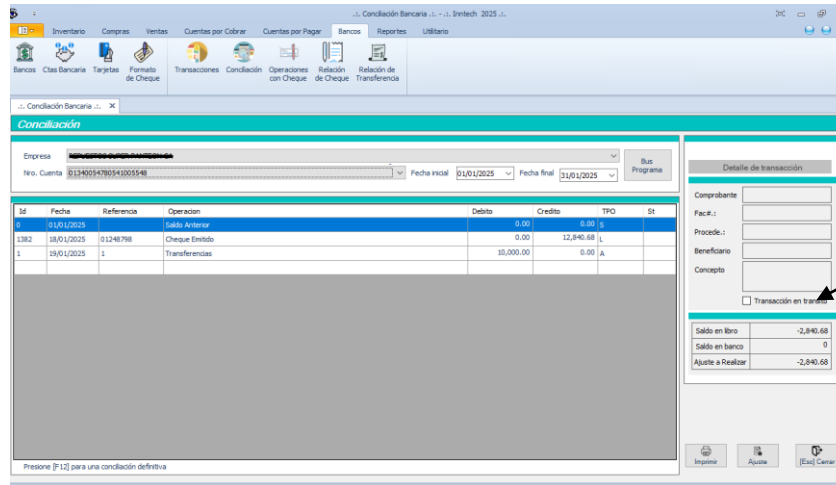 .:. Conciliación Bancaria .:. - .:. Inntech 2025 .:.
Inventario Compras Ventas Cuentas por Cobrar Cuentas por Pagar Bancos Reportes Utilitario
Bancos Ctas Bancaria Tarjetas Formato de Cheque Transacciones Conciliación Operaciones con Cheque Relación de Cheque Relación de Transferencia
.:. Conciliación Bancaria .:. X
Conciliación
Empresa
Nro. Cuenta 01340054780541005548 Fecha inicial 01/01/2025 Fecha final 31/01/2025 Bus Programa
Id Fecha Referencia Operacion Debito Credito TPO St
0 01/01/2025 Saldo Anterior 0.00 0.00 S
1382 18/01/2025 01248798 Cheque Emitido 0.00 12,840.68 L
1 19/01/2025 1 Transferencias 10,000.00 0.00 A
Detalle de transacción
Comprobante
Fac#.:
Procede.:
Beneficiario
Concepto
Transacción en transito
Saldo en libro -2,840.68
Saldo en banco 0
Ajuste a Realizar -2,840.68
Imprimir Ajuste [Esc] Cerrar
Presione [F12] para una conciliación definitiva